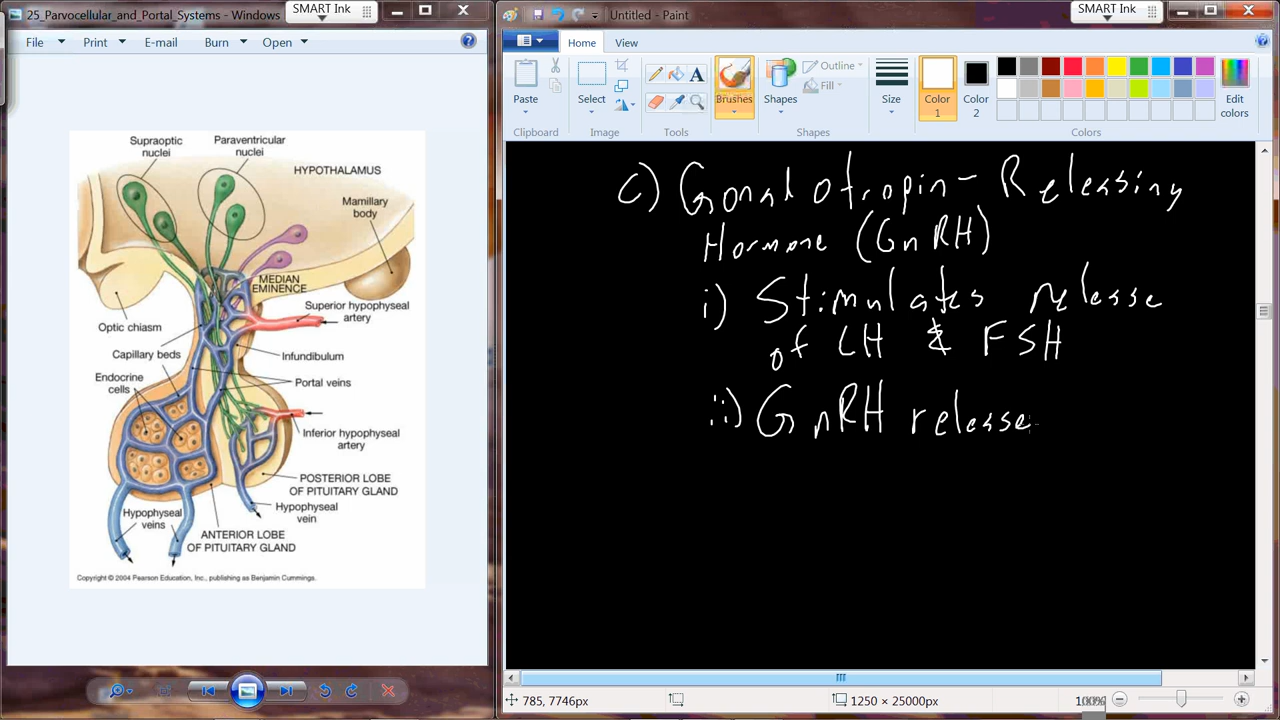 25_Parvocellular_and_Portal_Systems - Windows
SMART Ink
File Print E-mail Burn Open
Supraoptic
nuclei
Paraventricular
nuclei
HYPOTHALAMUS
Mamillary
body
MEDIAN
EMINENCE
Superior hypophyseal
artery
Optic chiasm
Capillary beds
Infundibulum
Endocrine
cells
Portal veins
Inferior hypophyseal
artery
POSTERIOR LOBE
OF PITUITARY GLAND
Hypophyseal
veins
Hypophyseal
vein
ANTERIOR LOBE
OF PITUITARY GLAND
Copyright © 2004 Pearson Education, Inc., publishing as Benjamin Cummings.
Untitled - Paint
SMART Ink
Home View
Paste
Select
A
Brushes
Shapes
Outline
Fill
Size
Color
1
Color
2
Edit
colors
Clipboard Image Tools Shapes Colors
C) Gonadotropin-Releasing
Hormone (GnRH)
i) Stimulates release
of LH & FSH
ii) GnRH release
785, 7746px
1250 × 25000px
100%